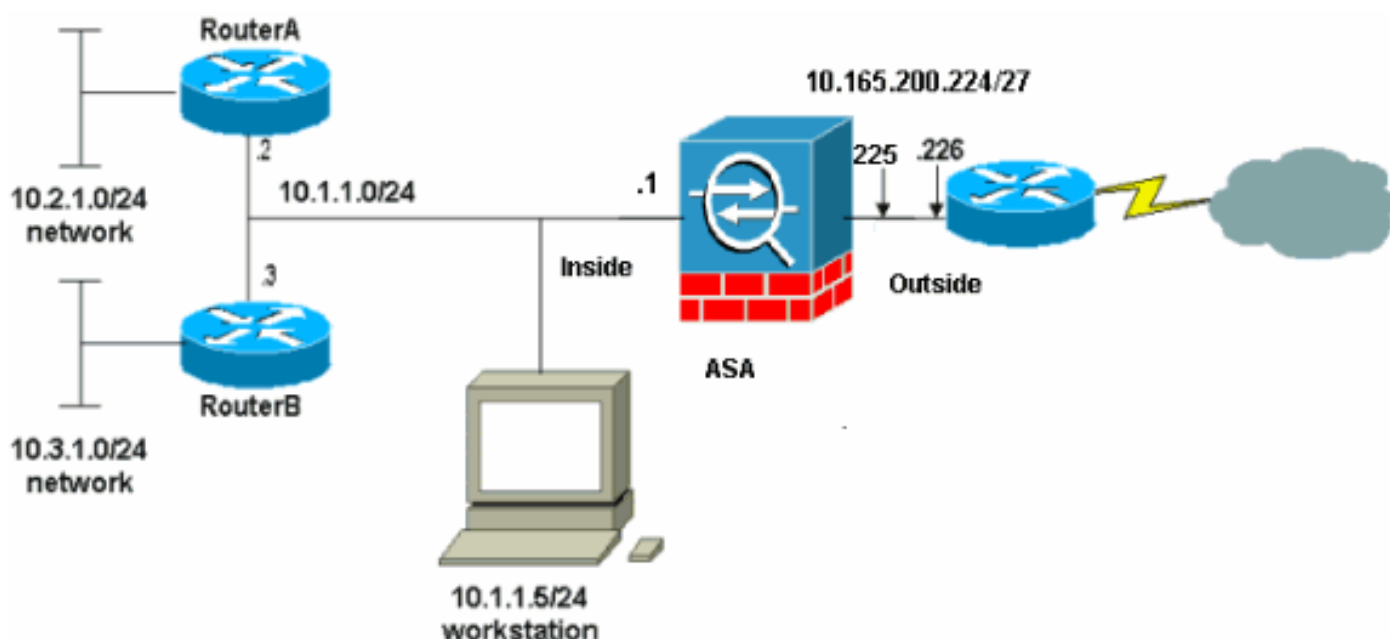 RouterA
.2
10.2.1.0/24
network
10.1.1.0/24
.3
RouterB
10.3.1.0/24
network
10.1.1.5/24
workstation
Inside
.1
ASA
10.165.200.224/27
225
.226
Outside